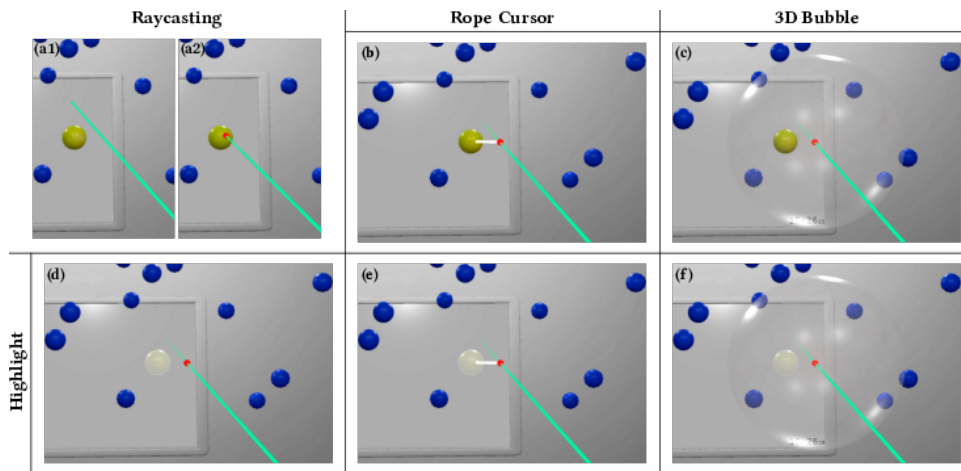 Raycasting
Rope Cursor
3D Bubble
(a1)
(a2)
(b)
(c)
Highlight
(d)
(e)
(f)